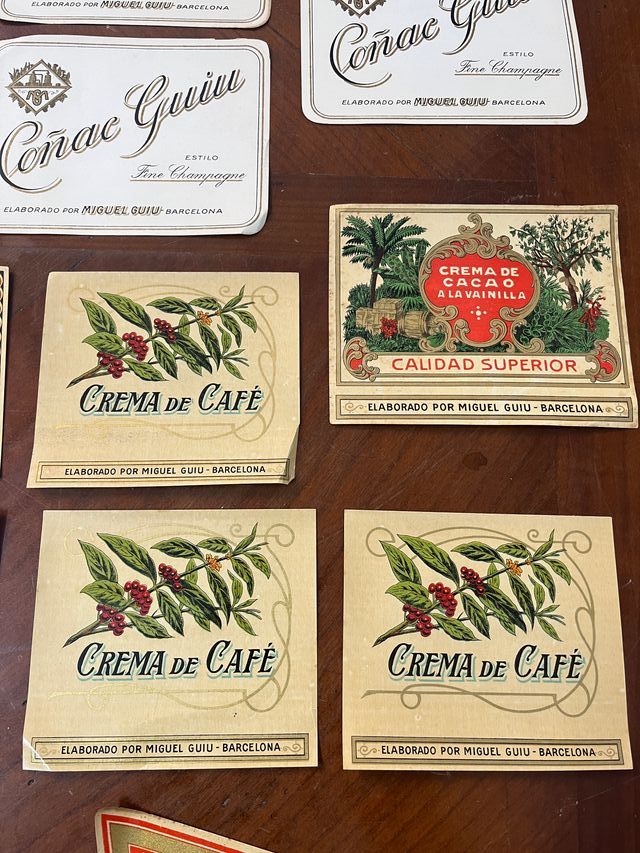 ELABORADO POR MIGUEL GUIU - BARCELONA
Coñac Guiu
ESTILO
Fine Champagne
ELABORADO POR MIGUEL GUIU - BARCELONA
Coñac Guiu
ESTILO
Fine Champagne
ELABORADO POR MIGUEL GUIU - BARCELONA
CREMA DE
CACAO
A LA VAINILLA
CALIDAD SUPERIOR
ELABORADO POR MIGUEL GUIU - BARCELONA
CREMA DE CAFÉ
ELABORADO POR MIGUEL GUIU - BARCELONA
CREMA DE CAFÉ
ELABORADO POR MIGUEL GUIU - BARCELONA
CREMA DE CAFÉ
ELABORADO POR MIGUEL GUIU - BARCELONA